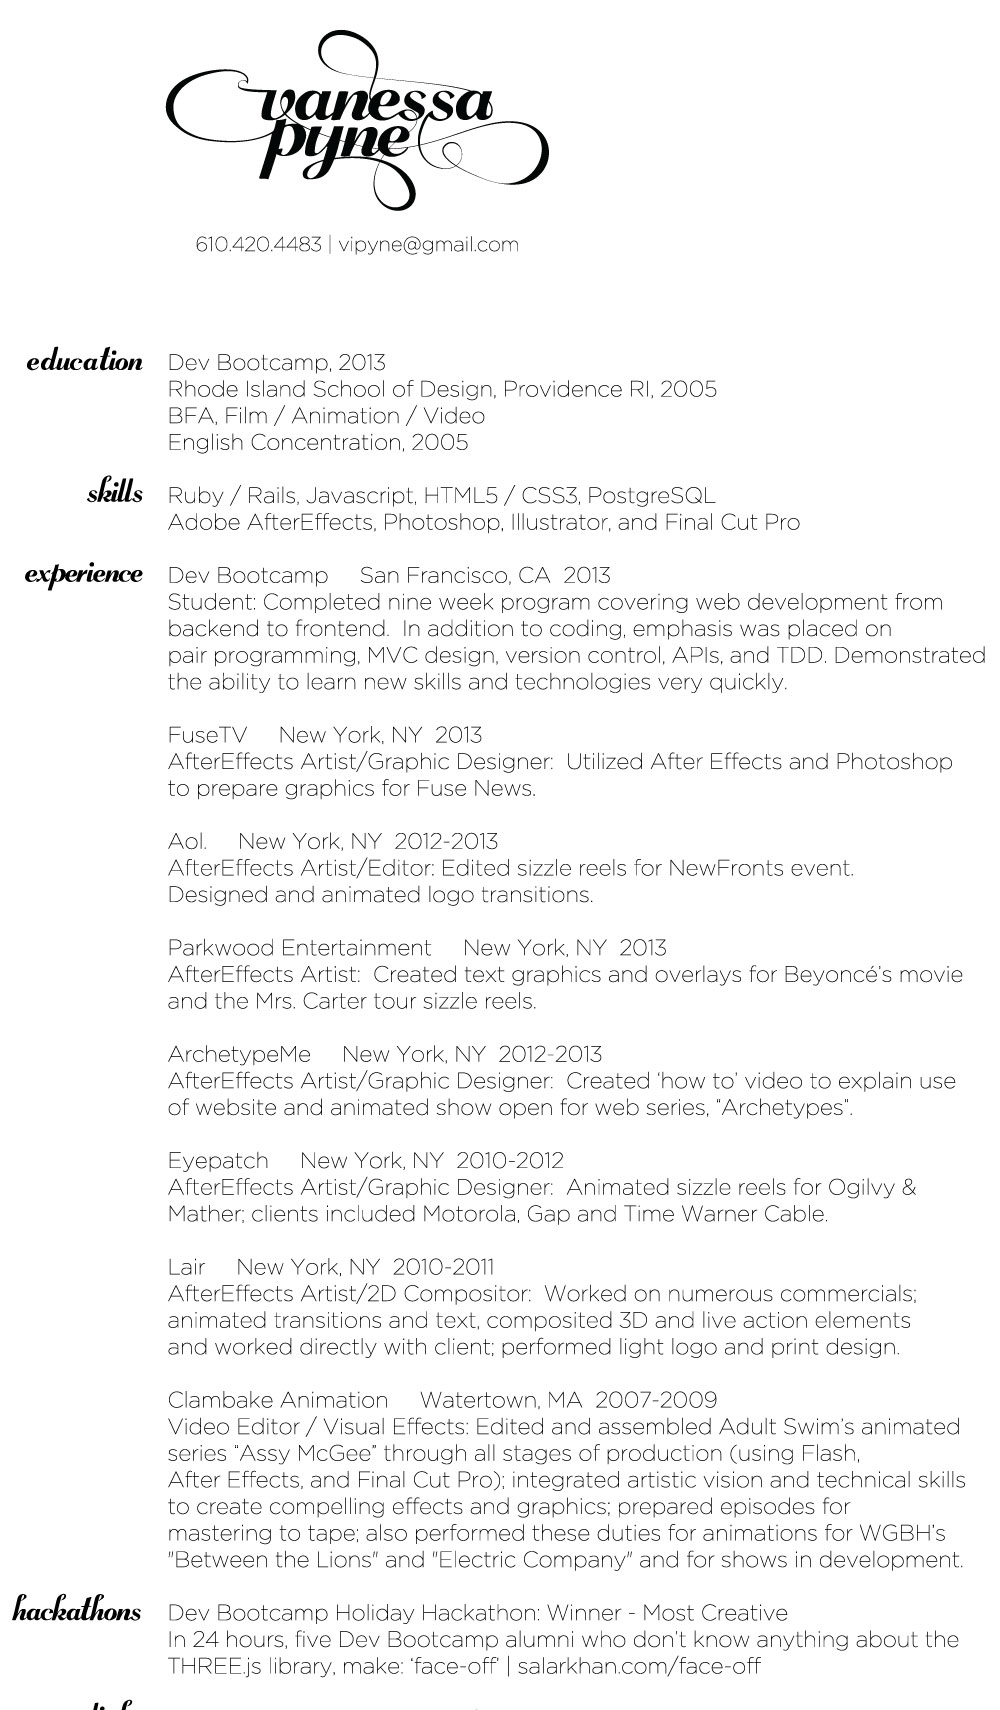 vanessa
pyne
610.420.4483 | vipyne@gmail.com
education
Dev Bootcamp, 2013
Rhode Island School of Design, Providence RI, 2005
BFA, Film / Animation / Video
English Concentration, 2005
skills
Ruby / Rails, Javascript, HTML5 / CSS3, PostgreSQL
Adobe AfterEffects, Photoshop, Illustrator, and Final Cut Pro
experience
Dev Bootcamp San Francisco, CA 2013
Student: Completed nine week program covering web development from
backend to frontend. In addition to coding, emphasis was placed on
pair programming, MVC design, version control, APIs, and TDD. Demonstrated
the ability to learn new skills and technologies very quickly.
FuseTV New York, NY 2013
AfterEffects Artist/Graphic Designer: Utilized After Effects and Photoshop
to prepare graphics for Fuse News.
Aol. New York, NY 2012-2013
AfterEffects Artist/Editor: Edited sizzle reels for NewFronts event.
Designed and animated logo transitions.
Parkwood Entertainment New York, NY 2013
AfterEffects Artist: Created text graphics and overlays for Beyoncé's movie
and the Mrs. Carter tour sizzle reels.
ArchetypeMe New York, NY 2012-2013
AfterEffects Artist/Graphic Designer: Created 'how to' video to explain use
of website and animated show open for web series, "Archetypes".
Eyepatch New York, NY 2010-2012
AfterEffects Artist/Graphic Designer: Animated sizzle reels for Ogilvy &
Mather; clients included Motorola, Gap and Time Warner Cable.
Lair New York, NY 2010-2011
AfterEffects Artist/2D Compositor: Worked on numerous commercials;
animated transitions and text, composited 3D and live action elements
and worked directly with client; performed light logo and print design.
Clambake Animation Watertown, MA 2007-2009
Video Editor / Visual Effects: Edited and assembled Adult Swim's animated
series "Assy McGee" through all stages of production (using Flash,
After Effects, and Final Cut Pro); integrated artistic vision and technical skills
to create compelling effects and graphics; prepared episodes for
mastering to tape; also performed these duties for animations for WGBH's
"Between the Lions" and "Electric Company" and for shows in development.
hackathons
Dev Bootcamp Holiday Hackathon: Winner - Most Creative
In 24 hours, five Dev Bootcamp alumni who don't know anything about the
THREE.js library, make: 'face-off' | salarkhan.com/face-off